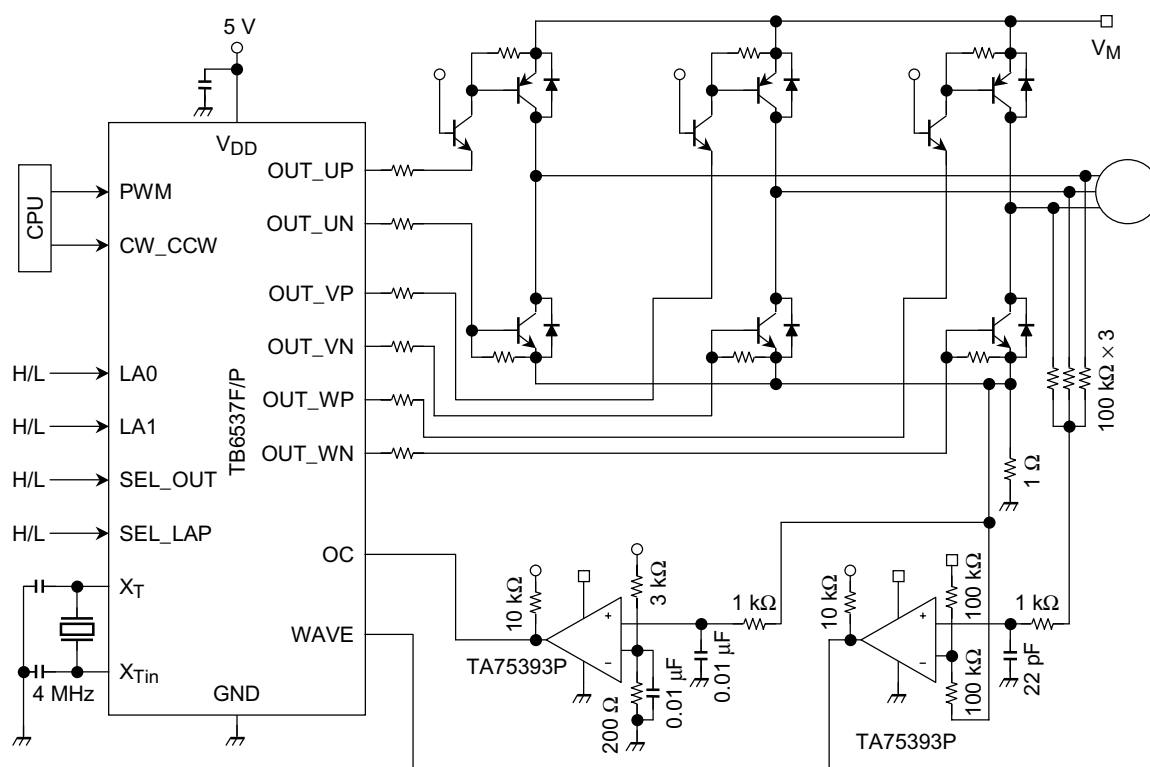 5 V
V_M
V_DD
CPU
PWM
CW_CCW
LA0
LA1
SEL_OUT
SEL_LAP
X_T
X_Tin
GND
TB6537F/P
OUT_UP
OUT_UN
OUT_VP
OUT_VN
OUT_WP
OUT_WN
OC
WAVE
H/L
H/L
H/L
H/L
4 MHz
100 kΩ × 3
1 Ω
10 kΩ
+
−
TA75393P
3 kΩ
200 Ω
0.01 µF
0.01 µF
1 kΩ
10 kΩ
+
−
TA75393P
100 kΩ
100 kΩ
1 kΩ
22 pF